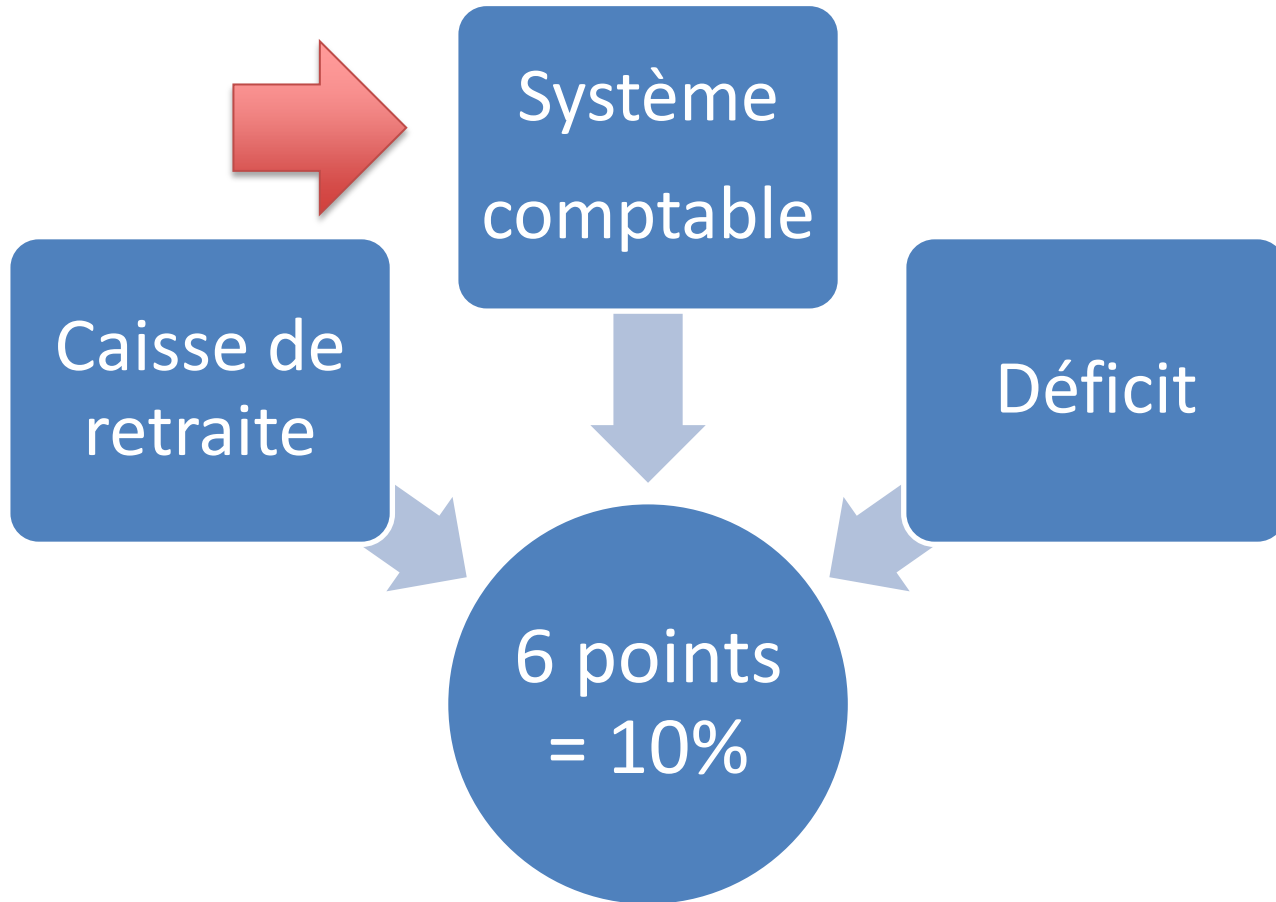 Système
comptable
Caisse de
retraite
Déficit
6 points
= 10%